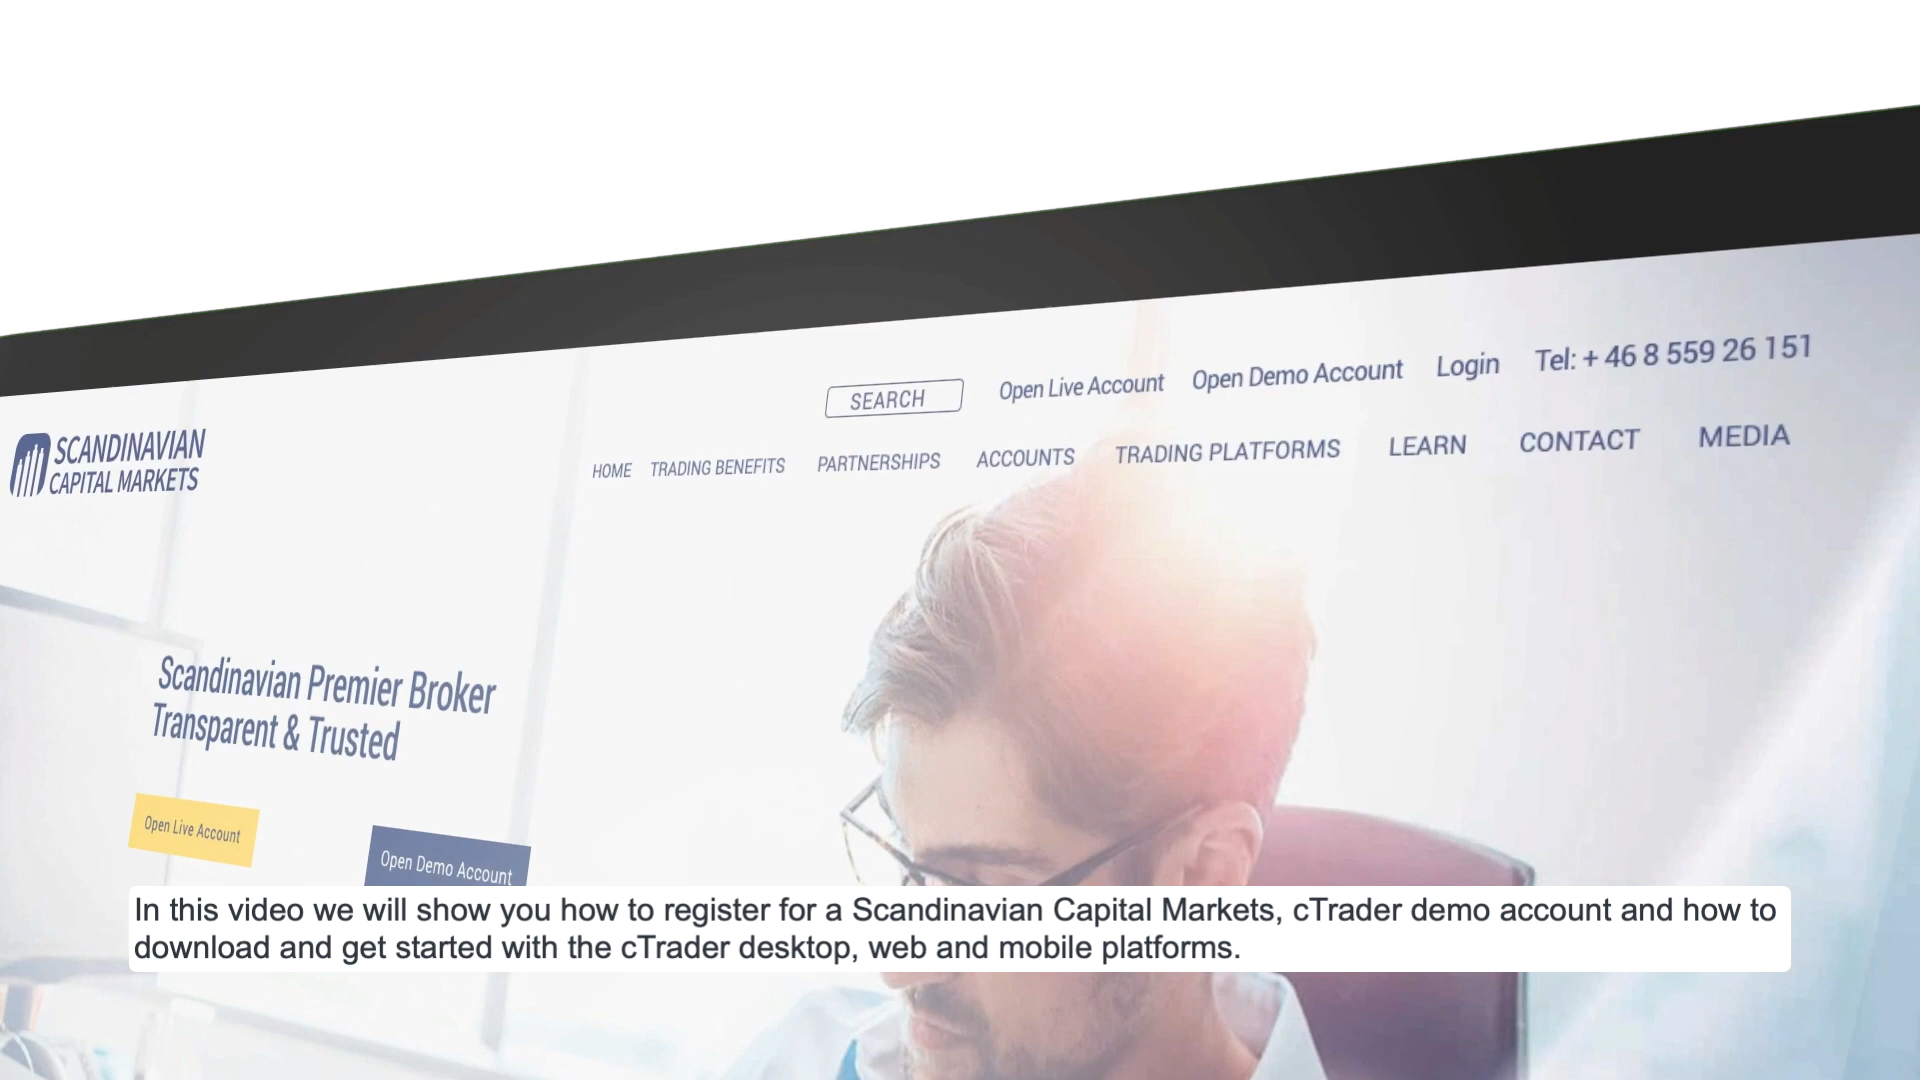 SEARCH
Open Live Account
Open Demo Account
Login
Tel: + 46 8 559 26 151
SCANDINAVIAN
CAPITAL MARKETS
HOME
TRADING BENEFITS
PARTNERSHIPS
ACCOUNTS
TRADING PLATFORMS
LEARN
CONTACT
MEDIA
Scandinavian Premier Broker
Transparent & Trusted
Open Live Account
Open Demo Account
In this video we will show you how to register for a Scandinavian Capital Markets, cTrader demo account and how to
download and get started with the cTrader desktop, web and mobile platforms.